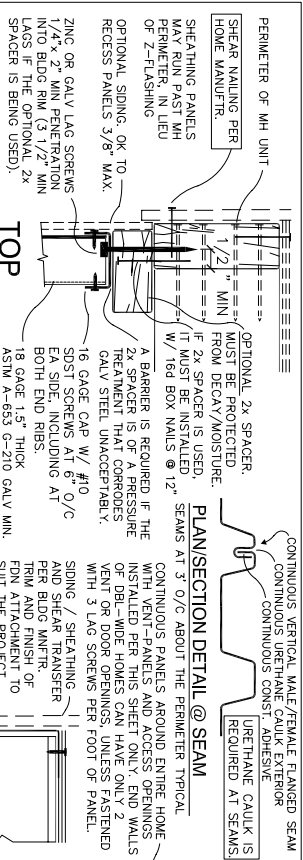 PERIMETER OF MH UNIT
SHEAR NAILING PER
HOME MANUFTR.
SHEATHING PANELS
MAY RUN PAST MH
PERIMETER, IN LIEU
OF Z-FLASHING
OPTIONAL SIDING. OK TO
RECESS PANELS 3/8" MAX.
ZINC OR GALV LAG SCREWS
1/4"x 2" MIN PENETRATION
INTO BLDG RIM (3 1/2" MIN
LAGS IF THE OPTIONAL 2x
SPACER IS BEING USED).
1/2" MIN
TOP
OPTIONAL 2x SPACER.
MUST BE PROTECTED
FROM DECAY/MOISTURE.
IF 2x SPACER IS USED,
IT MUST BE INSTALLED
W/ 16d BOX NAILS @ 12"
A BARRIER IS REQUIRED IF THE
2x SPACER IS OF A PRESSURE
TREATMENT THAT CORRODES
GALV STEEL UNACCEPTABLY.
16 GAGE CAP W/ #10
SDST SCREWS AT 6" O/C
EA SIDE, INCLUDING AT
BOTH END RIBS.
18 GAGE 1.5" THICK
ASTM A-653 G-210 GALV MIN.
CONTINUOUS VERTICAL MALE/FEMALE FLANGED SEAM
CONTINUOUS URETHANE CAULK EXTERIOR
CONTINUOUS CONST. ADHESIVE
URETHANE CAULK IS
REQUIRED AT SEAMS.
PLAN/SECTION DETAIL @ SEAM
SEAMS AT 3' O/C ABOUT THE PERIMETER TYPICAL
CONTINUOUS PANELS AROUND ENTIRE HOME
WITH VENT-PANELS AND ACCESS OPENINGS
INSTALLED PER THIS SHEET ONLY. END WALLS
OF DBL-WIDE HOMES CAN HAVE ONLY 2
VENT OR DOOR OPENINGS, UNLESS FASTENED
WITH 3 LAG SCREWS PER FOOT OF PANEL.
SIDING / SHEATHING
AND SHEAR TRANSFER
PER BLDG MNFTR.
TRIM AND FINISH OF
FDN ATTACHMENT TO
SUIT THE PROJECT